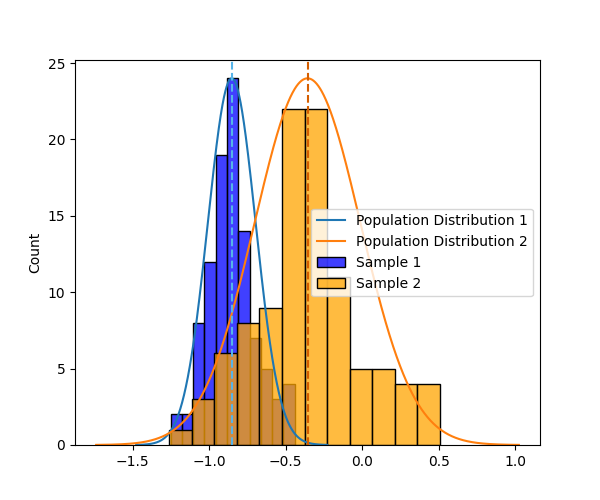 25
20
15
10
5
0
Count
Population Distribution 1
Population Distribution 2
Sample 1
Sample 2
−1.5 −1.0 −0.5 0.0 0.5 1.0